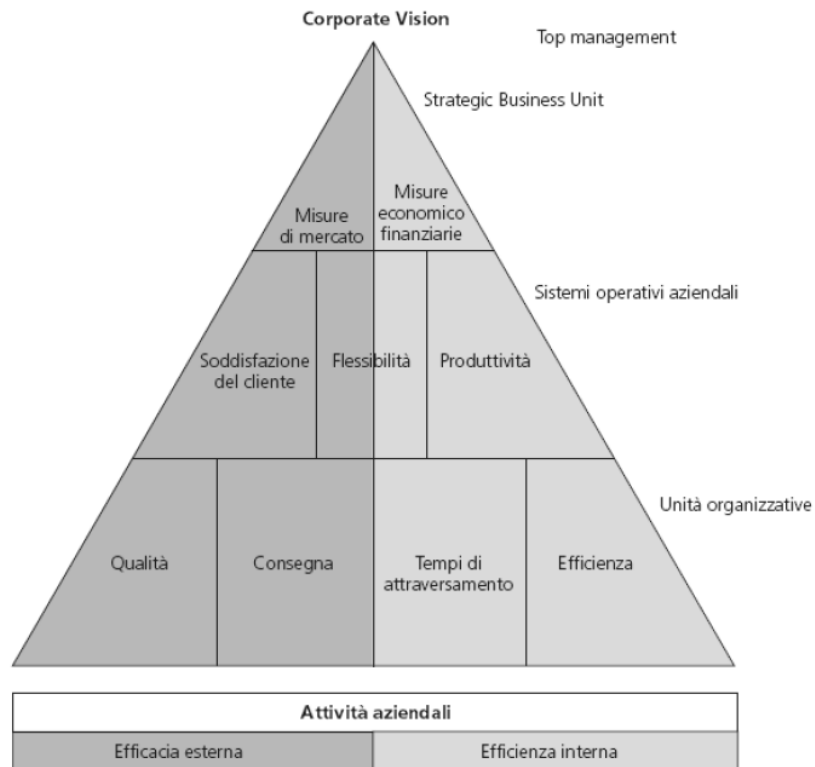 Corporate Vision
Top management
Strategic Business Unit
Misure
di mercato
Misure
economico
finanziarie
Sistemi operativi aziendali
Soddisfazione
del cliente
Flessibilità
Produttività
Unità organizzative
Qualità
Consegna
Tempi di
attraversamento
Efficienza
Attività aziendali
Efficacia esterna
Efficienza interna